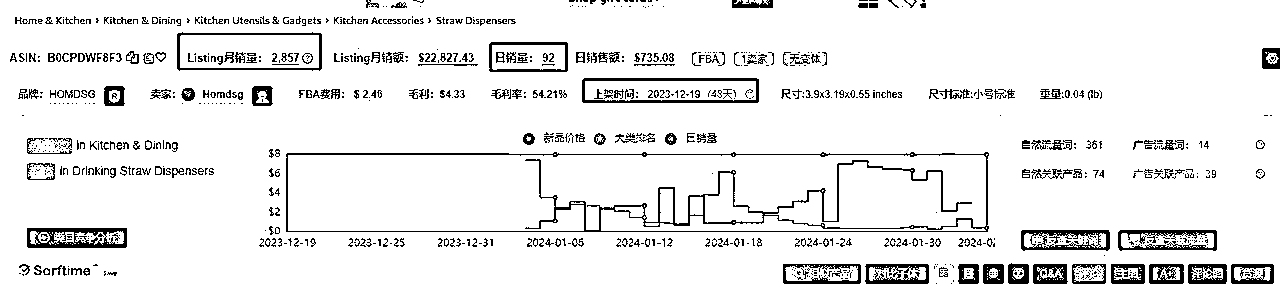 Home & Kitchen › Kitchen & Dining › Kitchen Utensils & Gadgets › Kitchen Accessories › Straw Dispensers
ASIN: B0CPDWF8F3 Listing月销量: 2,857 Listing月销额: $22,827.43 日销量: 92 日销售额: $735.08 FBA 1卖家 无变体
品牌: HOMDSG 卖家: Homdsg FBA费用: $ 2.46 毛利: $4.33 毛利率: 54.21% 上架时间: 2023-12-19 (48天) 尺寸:3.9x3.19x0.55 inches 尺寸标准:小号标准 重量:0.04 (lb)
新品价格 大类排名 日销量
in Kitchen & Dining
in Drinking Straw Dispensers
$8
$6
$4
$2
$0
2023-12-19 2023-12-25 2023-12-31 2024-01-06 2024-01-12 2024-01-18 2024-01-24 2024-01-30 2024-0
自然流量词: 361 广告流量词: 14
自然关联产品: 74 广告关联产品: 39
类目竞争分析
Sorftime
Q&A